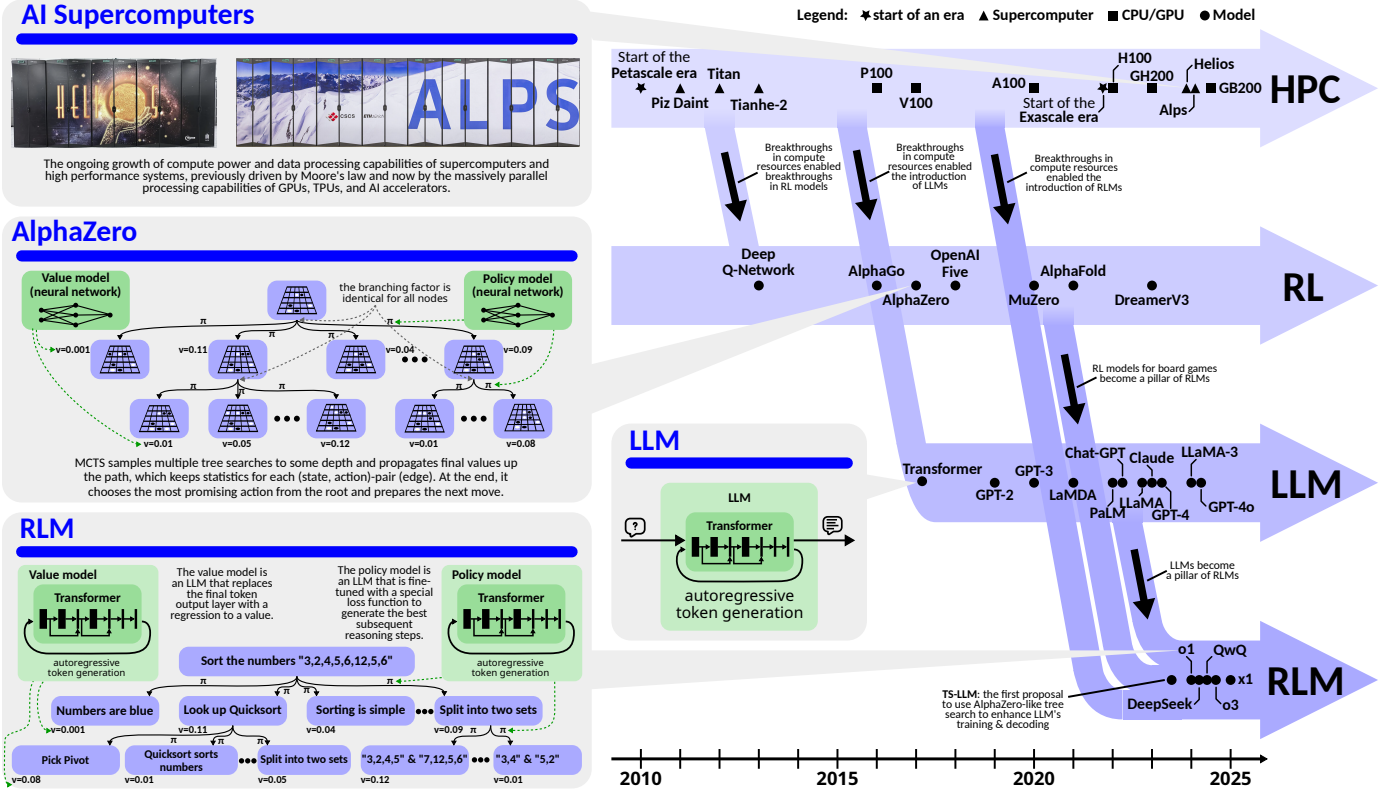 AI Supercomputers
HELIOS
ALPS
CSCS
ETH zürich
The ongoing growth of compute power and data processing capabilities of supercomputers and
high performance systems, previously driven by Moore's law and now by the massively parallel
processing capabilities of GPUs, TPUs, and AI accelerators.
AlphaZero
Value model
(neural network)
Policy model
(neural network)
the branching factor is
identical for all nodes
π
π
π
π
π
v=0.001
v=0.11
v=0.04
v=0.09
π
π
π
π
π
v=0.01
v=0.05
v=0.12
v=0.01
v=0.08
MCTS samples multiple tree searches to some depth and propagates final values up
the path, which keeps statistics for each (state, action)-pair (edge). At the end, it
chooses the most promising action from the root and prepares the next move.
RLM
Value model
Transformer
autoregressive
token generation
The value model is
an LLM that replaces
the final token
output layer with a
regression to a value.
The policy model is
an LLM that is fine-
tuned with a special
loss function to
generate the best
subsequent
reasoning steps.
Policy model
Transformer
autoregressive
token generation
Sort the numbers "3,2,4,5,6,12,5,6"
π
π
π
π
Numbers are blue
Look up Quicksort
Sorting is simple
Split into two sets
v=0.001
v=0.11
v=0.04
v=0.09
π
π
π
π
π
Pick Pivot
Quicksort sorts
numbers
Split into two sets
"3,2,4,5" & "7,12,5,6"
"3,4" & "5,2"
v=0.08
v=0.01
v=0.05
v=0.12
v=0.01
LLM
LLM
?
Transformer
autoregressive
token generation
Legend:
start of an era
Supercomputer
CPU/GPU
Model
Start of the
Petascale era
Piz Daint
Titan
Tianhe-2
P100
V100
A100
Start of the
Exascale era
H100
GH200
Helios
Alps
GB200
HPC
Breakthroughs
in compute
resources enabled
breakthroughs
in RL models
Breakthroughs
in compute
resources enabled
the introduction
of LLMs
Breakthroughs in
compute resources
enabled the
introduction of RLMs
Deep
Q-Network
AlphaGo
AlphaZero
OpenAI
Five
MuZero
AlphaFold
DreamerV3
RL
RL models for board games
become a pillar of RLMs
Transformer
GPT-2
GPT-3
LaMDA
Chat-GPT
PaLM
LLaMA
Claude
GPT-4
LLaMA-3
GPT-4o
LLM
LLMs become
a pillar of RLMs
TS-LLM: the first proposal
to use AlphaZero-like tree
search to enhance LLM's
training & decoding
o1
QwQ
DeepSeek
o3
x1
RLM
2010
2015
2020
2025